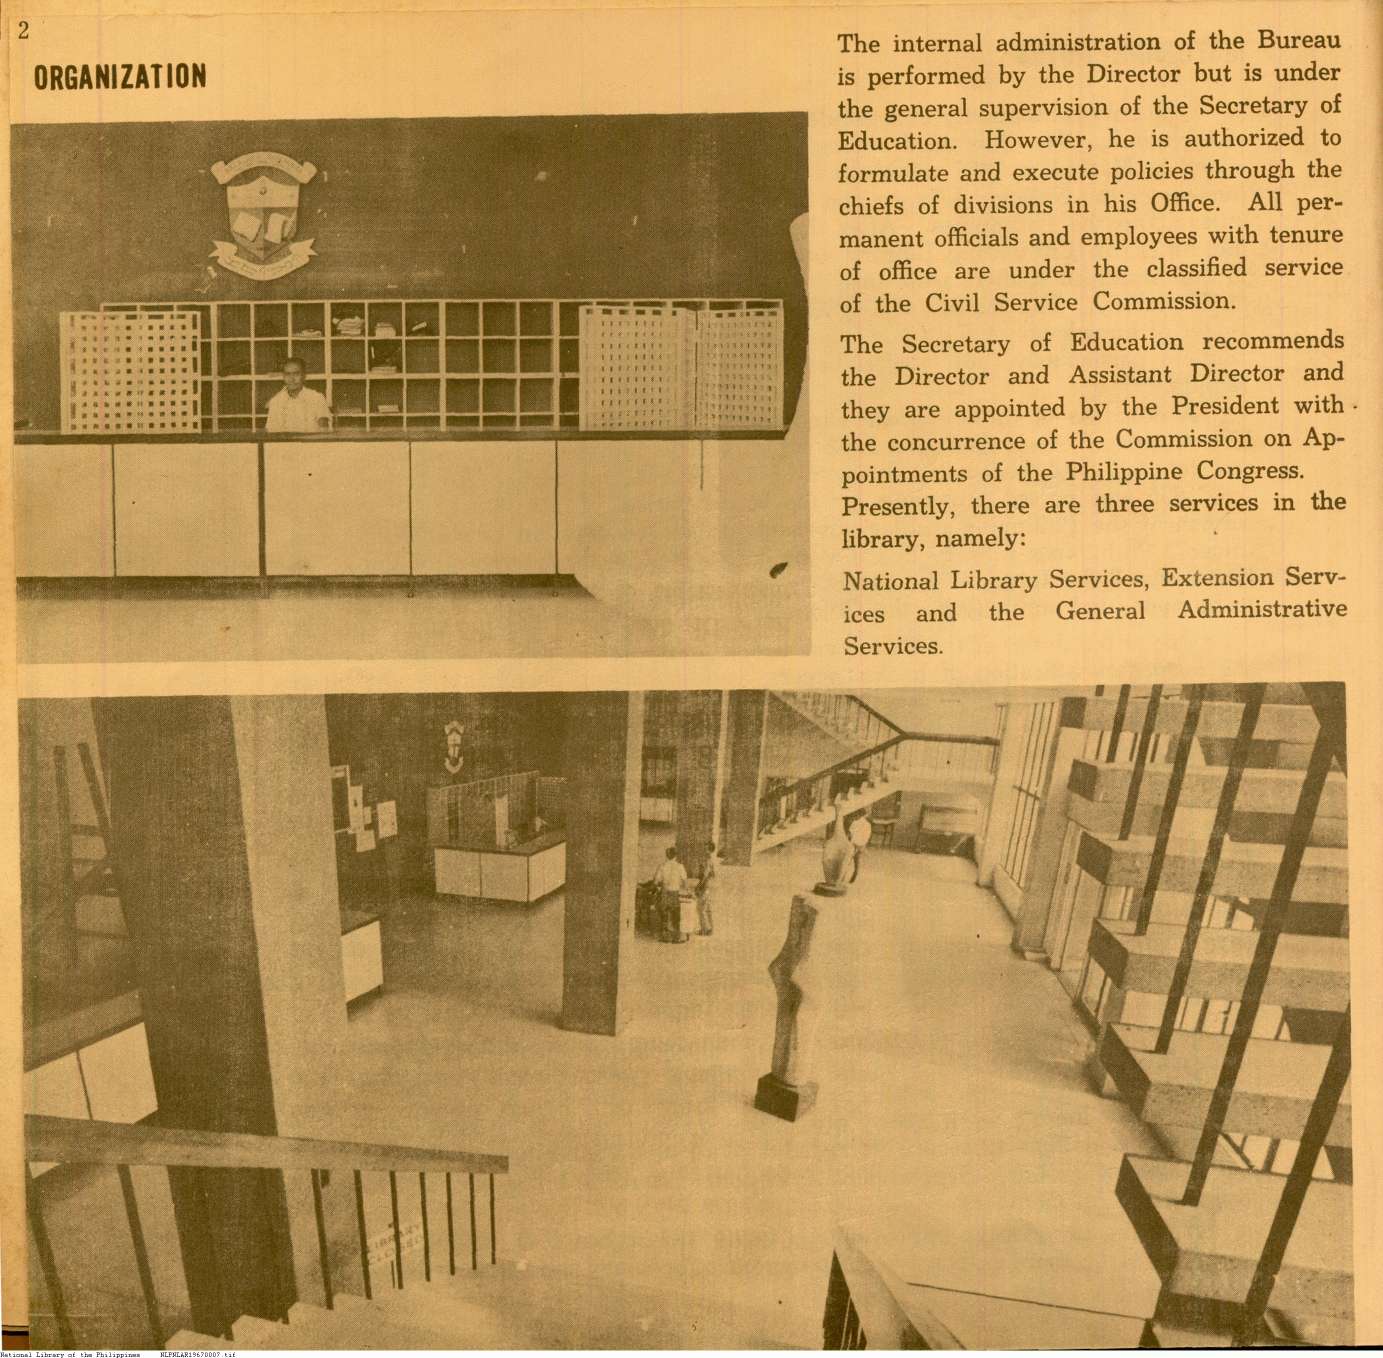 2
ORGANIZATION
The internal administration of the Bureau
is performed by the Director but is under
the general supervision of the Secretary of
Education. However, he is authorized to
formulate and execute policies through the
chiefs of divisions in his Office. All per-
manent officials and employees with tenure
of office are under the classified service
of the Civil Service Commission.
The Secretary of Education recommends
the Director and Assistant Director and
they are appointed by the President with
the concurrence of the Commission on Ap-
pointments of the Philippine Congress.
Presently, there are three services in the
library, namely:
National Library Services, Extension Serv-
ices and the General Administrative
Services.
LIBRARY
CLOSED
National Library of the Philippines NLPNLAR19670007.tif